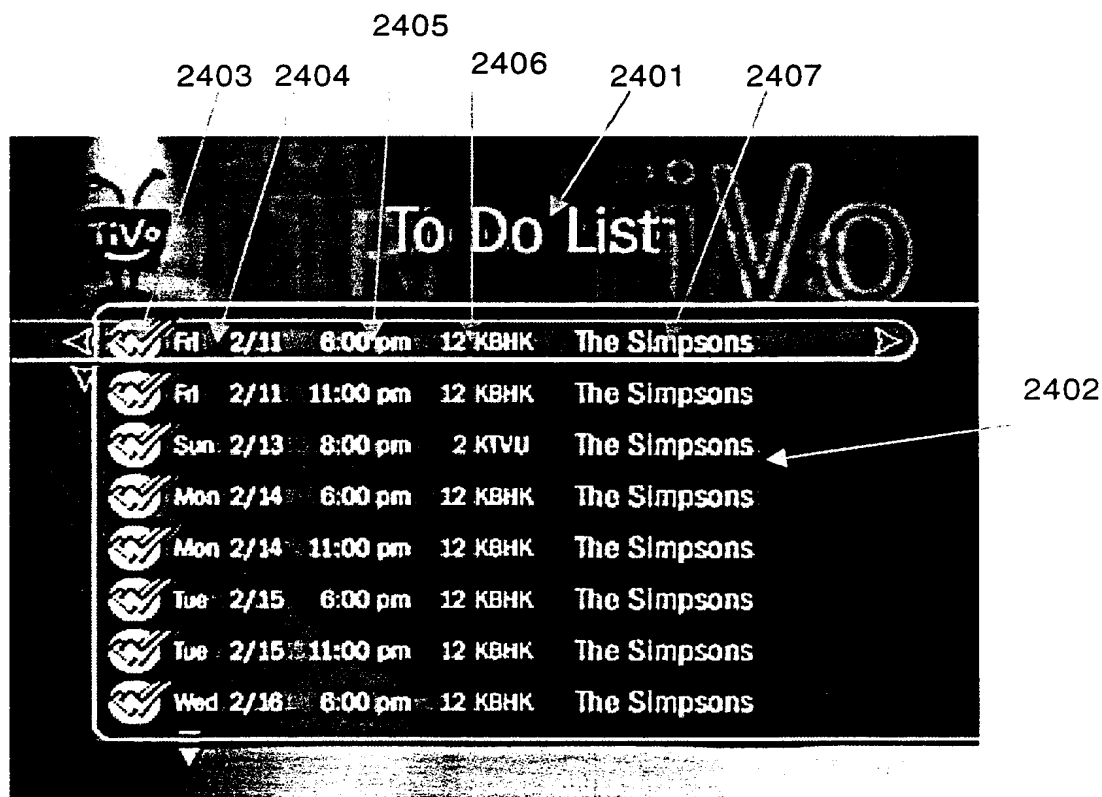 2405
2403 2404 2406 2401 2407
TiVo To Do List TiVo
Fri 2/11 6:00 pm 12 KBHK The Simpsons
Fri 2/11 11:00 pm 12 KBHK The Simpsons
2402
Sun 2/13 8:00 pm 2 KTVU The Simpsons
Mon 2/14 6:00 pm 12 KBHK The Simpsons
Mon 2/14 11:00 pm 12 KBHK The Simpsons
Tue 2/15 6:00 pm 12 KBHK The Simpsons
Tue 2/15 11:00 pm 12 KBHK The Simpsons
Wed 2/16 6:00 pm 12 KBHK The Simpsons